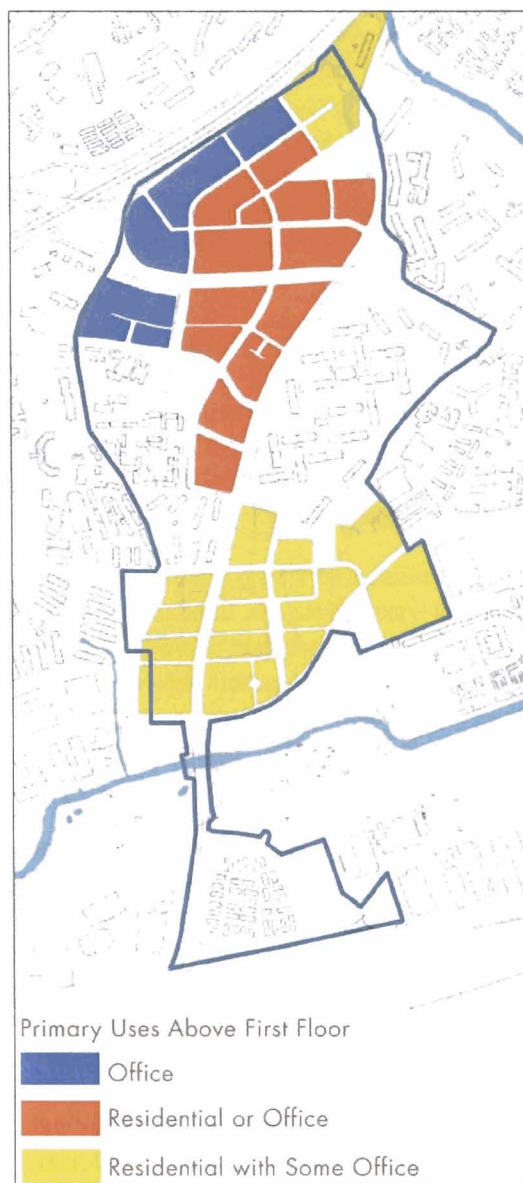 Primary Uses Above First Floor
Office
Residential or Office
Residential with Some Office